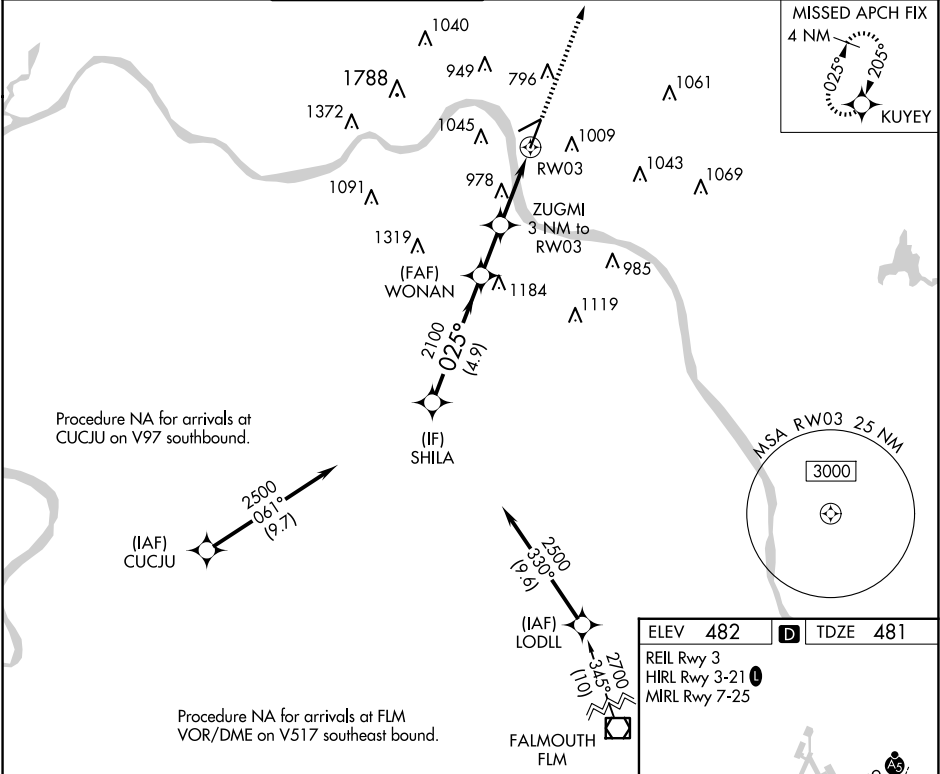 1040
949
796
1788
1372
1045
1009
1061
RW03
1043
1069
1091
978
ZUGMI
3 NM to
RW03
1319
985
(FAF)
WONAN
1184
1119
2100
025°
(4.9)
(IF)
SHILA
Procedure NA for arrivals at
CUCJU on V97 southbound.
2500
061°
(9.7)
(IAF)
CUCJU
2500
330°
(9.6)
(IAF)
LODLL
2700
345°
(10)
FALMOUTH
FLM
Procedure NA for arrivals at FLM
VOR/DME on V517 southeast bound.
MISSED APCH FIX
4 NM
025°
205°
KUYEY
MSA RW03 25 NM
3000
ELEV 482 D TDZE 481
REIL Rwy 3
HIRL Rwy 3-21 L
MIRL Rwy 7-25
A5